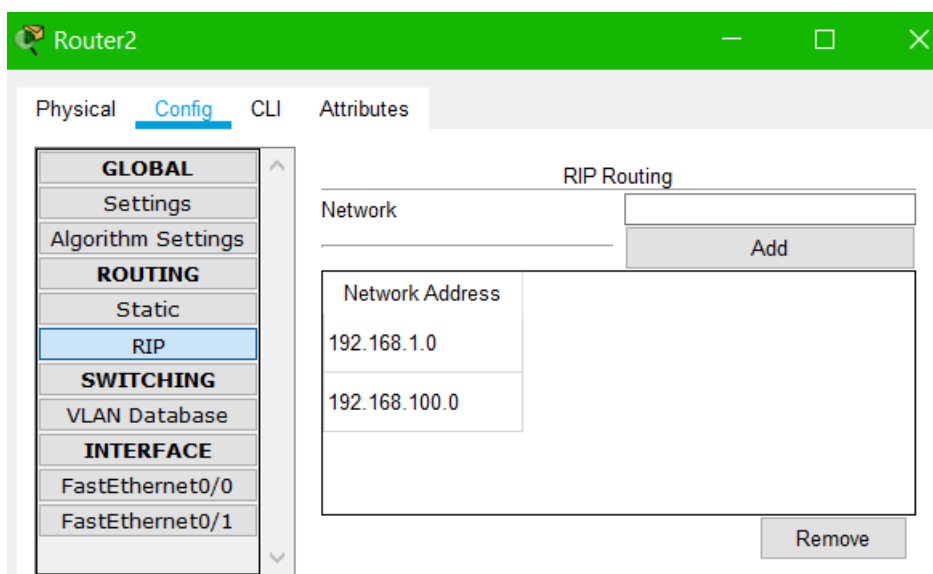 Router2
Physical Config CLI Attributes
GLOBAL
Settings
Algorithm Settings
ROUTING
Static
RIP
SWITCHING
VLAN Database
INTERFACE
FastEthernet0/0
FastEthernet0/1
RIP Routing
Network
Add
Network Address
192.168.1.0
192.168.100.0
Remove